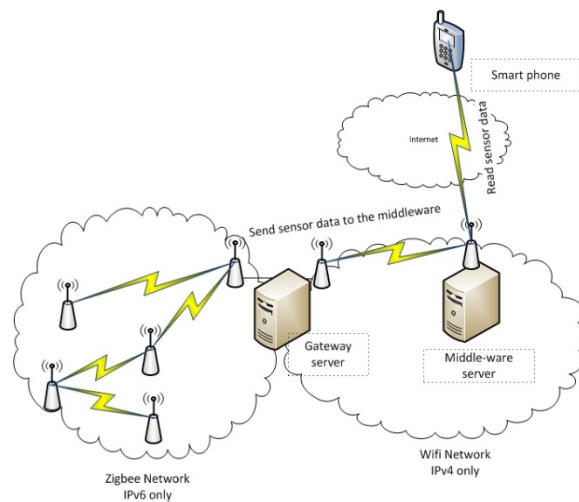 Smart phone
Internet
Read sensor data
Send sensor data to the middleware
Gateway
server
Middle-ware
server
Zigbee Network
IPv6 only
Wifi Network
IPv4 only